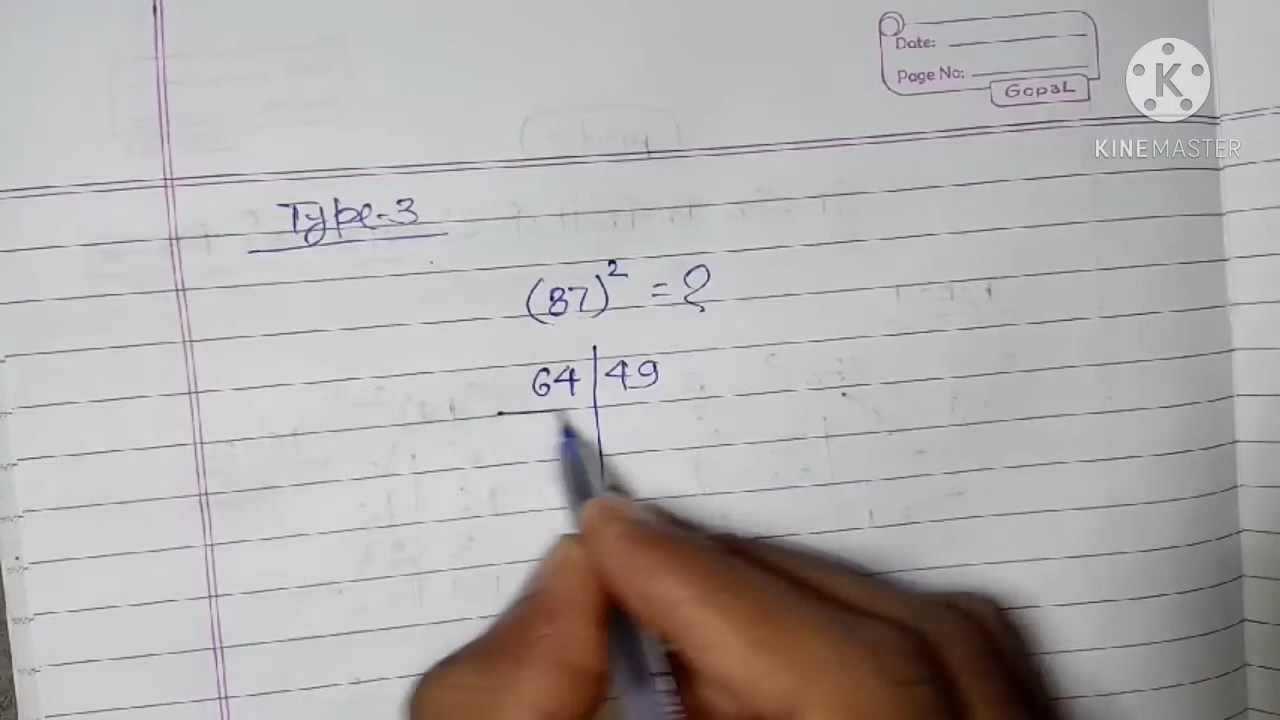 Date:
Page No:
Gopal
KINEMASTER
Type-3
(87)² = ?
64 | 49